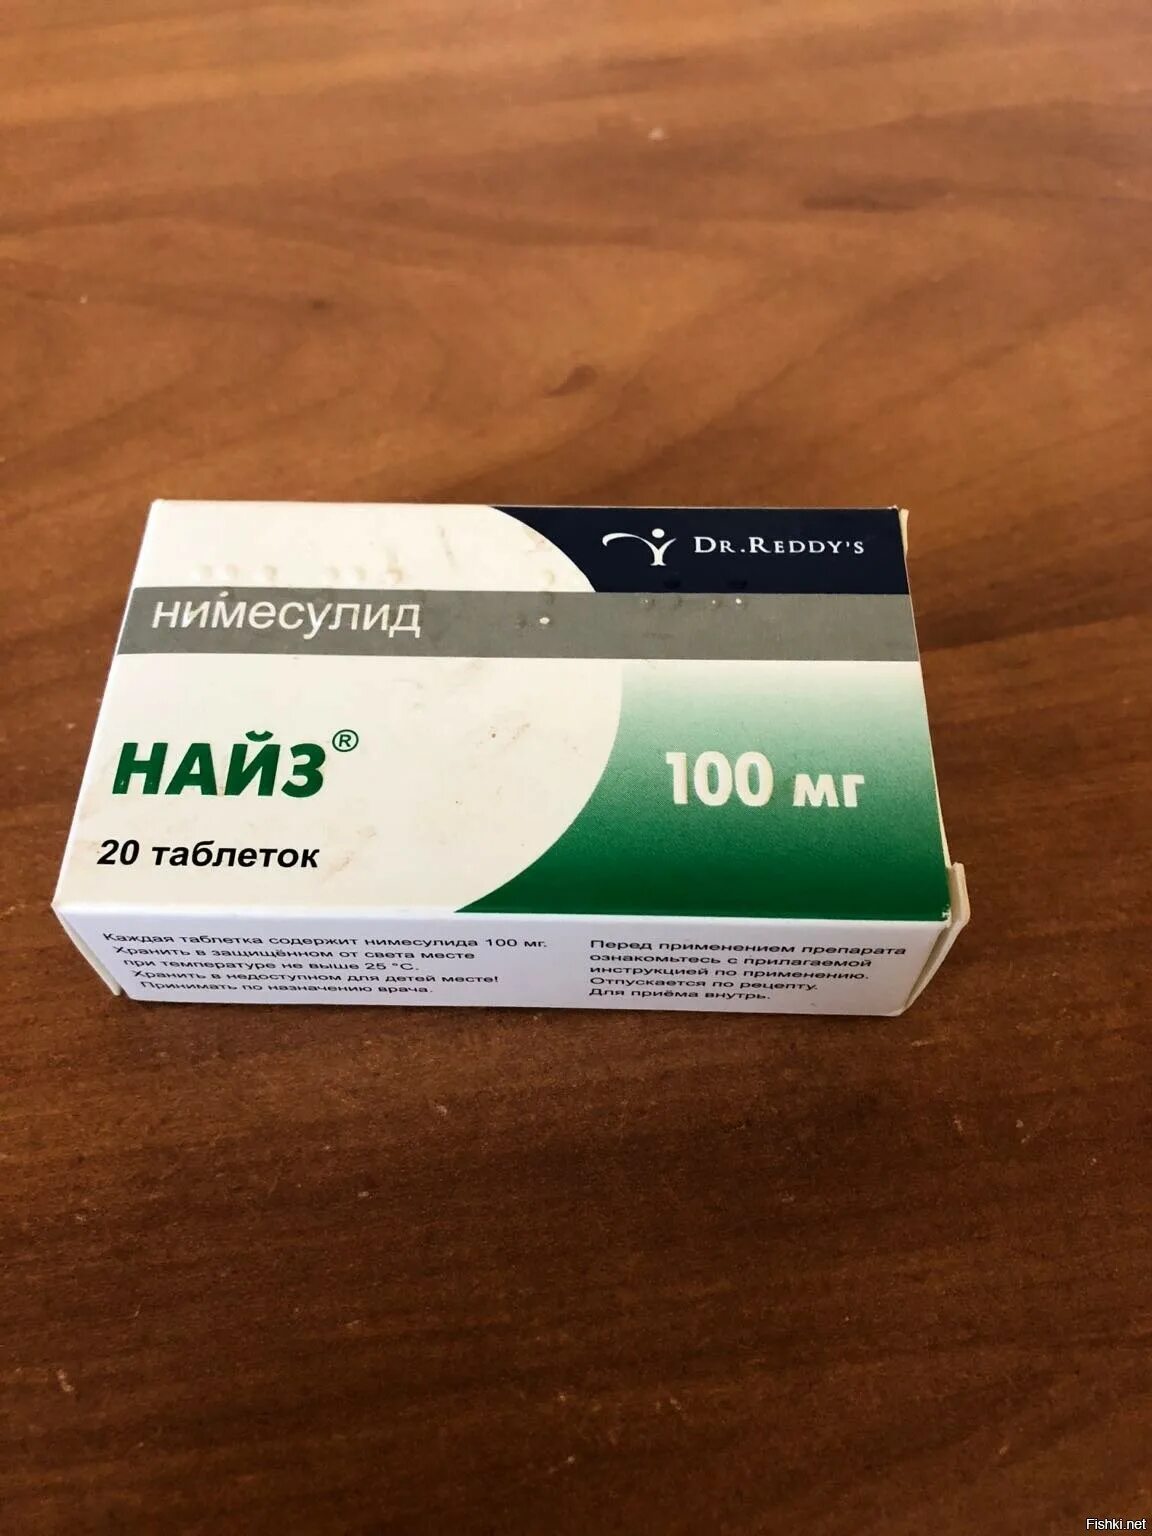 DR.REDDY'S
нимесулид
НАЙЗ®
100 мг
20 таблеток
Каждая таблетка содержит нимесулида 100 мг.
Хранить в защищённом от света месте
при температуре не выше 25 °С.
Хранить в недоступном для детей месте!
Принимать по назначению врача.
Перед применением препарата
ознакомьтесь с прилагаемой
инструкцией по применению.
Отпускается по рецепту.
Для приёма внутрь.
Fishki.net